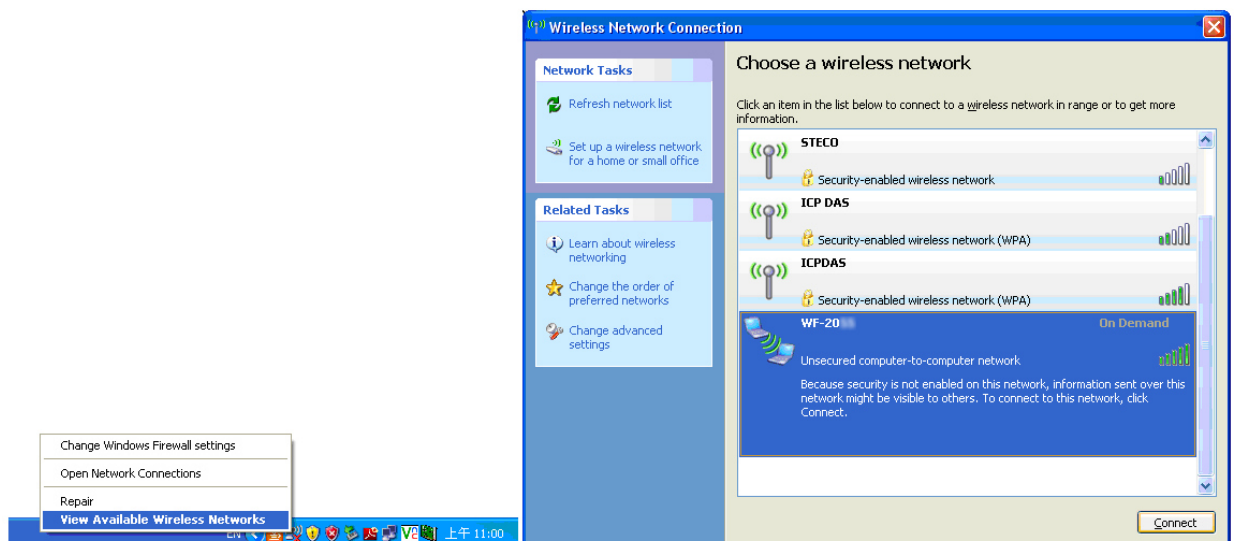 Change Windows Firewall settings
Open Network Connections
Repair
View Available Wireless Networks
EN
上午 11:00
Wireless Network Connection
Network Tasks
Refresh network list
Set up a wireless network
for a home or small office
Related Tasks
Learn about wireless
networking
Change the order of
preferred networks
Change advanced
settings
Choose a wireless network
Click an item in the list below to connect to a wireless network in range or to get more
information.
STECO
Security-enabled wireless network
ICP DAS
Security-enabled wireless network (WPA)
ICPDAS
Security-enabled wireless network (WPA)
WF-20
On Demand
Unsecured computer-to-computer network
Because security is not enabled on this network, information sent over this
network might be visible to others. To connect to this network, click
Connect.
Connect